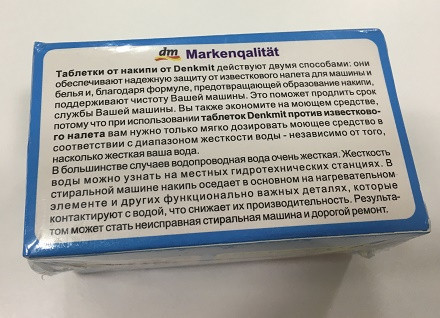 dm Markenqalität
Таблетки от накипи от Denkmit действуют двумя способами: они
обеспечивают надежную защиту от известкового налета для машины и
белья и, благодаря формуле, предотвращающей образование накипи,
поддерживают чистоту Вашей машины. Это поможет продлить срок
службы Вашей машины. Вы также экономите на моющем средстве,
потому что при использовании таблеток Denkmit против известково-
го налета вам нужно только мягко дозировать моющее средство в
соответствии с диапазоном жесткости воды - независимо от того,
насколько жесткая ваша вода.
В большинстве случаев водопроводная вода очень жесткая. Жесткость
воды можно узнать на местных гидротехнических станциях. В
стиральной машине накипь оседает в основном на нагревательном
элементе и других функционально важных деталях, которые
контактируют с водой, что снижает их производительность. Результа-
том может стать неисправная стиральная машина и дорогой ремонт.